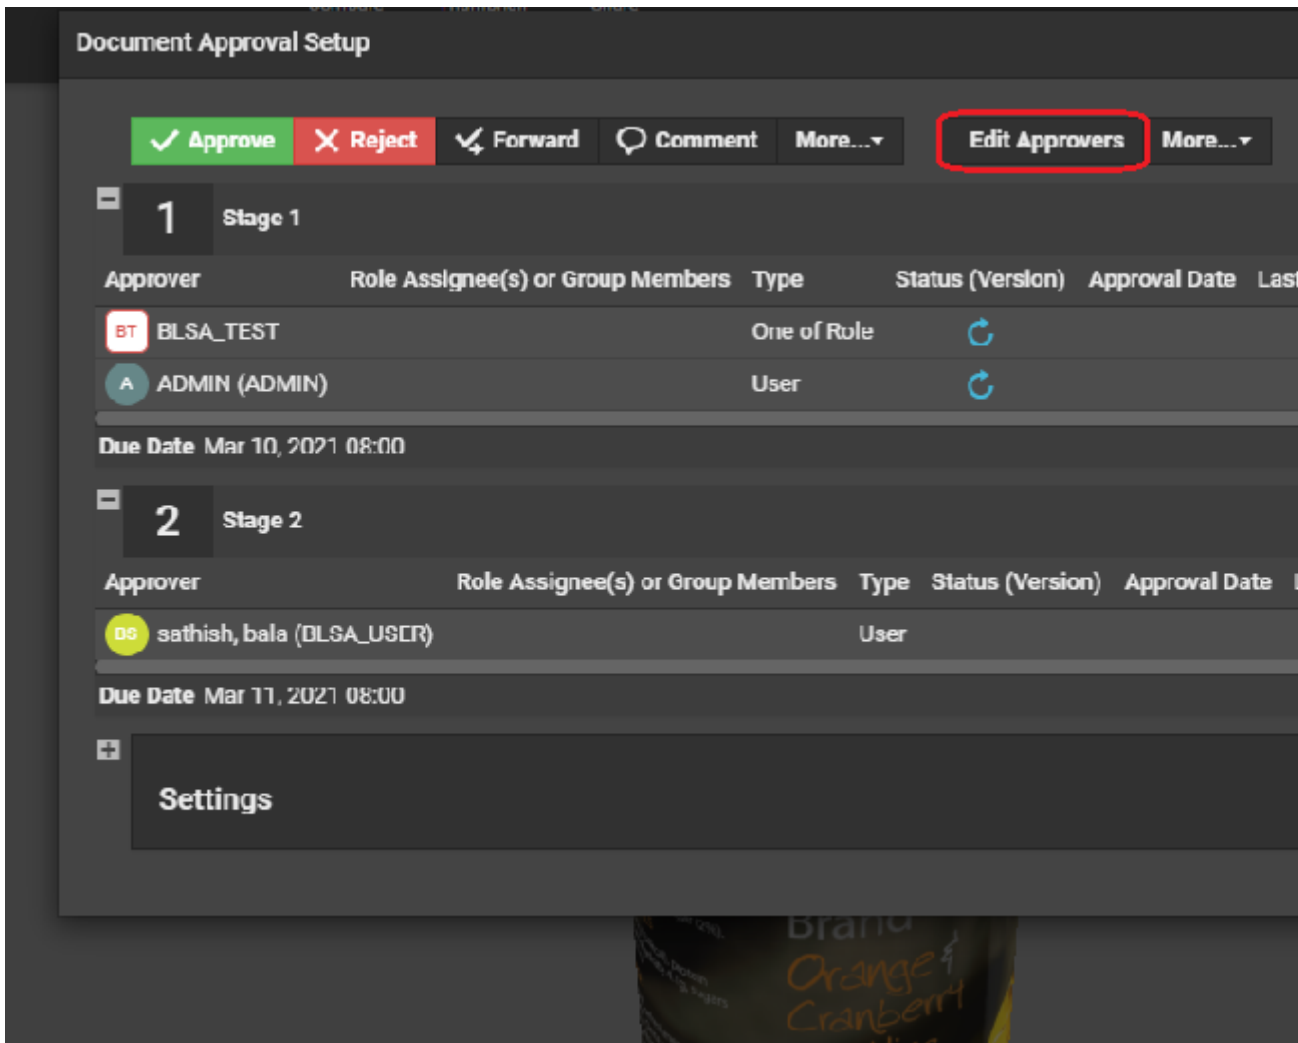 Document Approval Setup
Approve Reject Forward Comment More... Edit Approvers More...
1 Stage 1
Approver Role Assignee(s) or Group Members Type Status (Version) Approval Date Last
BT BLSA_TEST One of Role
A ADMIN (ADMIN) User
Due Date Mar 10, 2021 08:00
2 Stage 2
Approver Role Assignee(s) or Group Members Type Status (Version) Approval Date
sathish, bala (BLSA_USER) User
Due Date Mar 11, 2021 08:00
Settings
Brand
Orange &
Cranberry